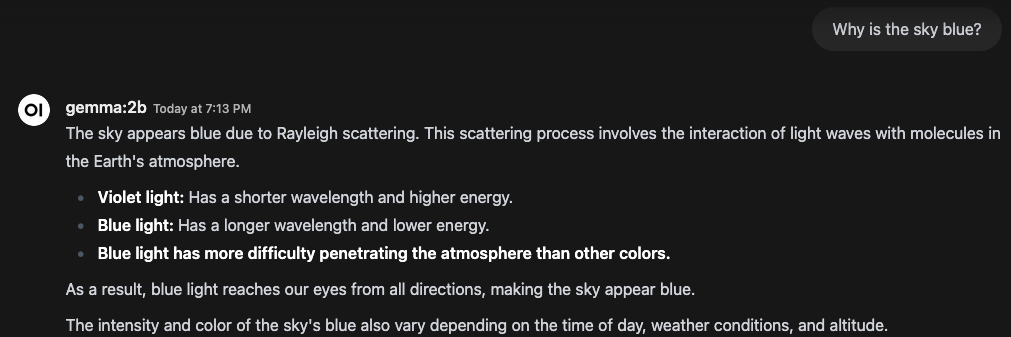 Why is the sky blue?
OI
gemma:2b Today at 7:13 PM
The sky appears blue due to Rayleigh scattering. This scattering process involves the interaction of light waves with molecules in
the Earth's atmosphere.
• Violet light: Has a shorter wavelength and higher energy.
• Blue light: Has a longer wavelength and lower energy.
• Blue light has more difficulty penetrating the atmosphere than other colors.
As a result, blue light reaches our eyes from all directions, making the sky appear blue.
The intensity and color of the sky's blue also vary depending on the time of day, weather conditions, and altitude.